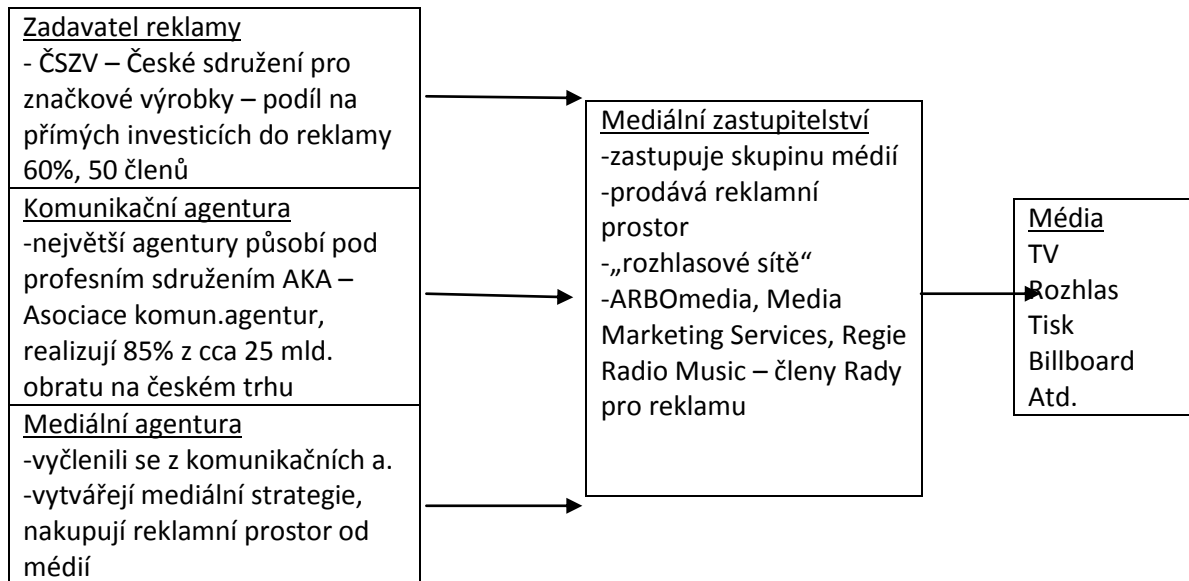 Zadavatel reklamy
- ČSZV – České sdružení pro
značkové výrobky – podíl na
přímých investicích do reklamy
60%, 50 členů
Komunikační agentura
-největší agentury působí pod
profesním sdružením AKA –
Asociace komun.agentur,
realizují 85% z cca 25 mld.
obratu na českém trhu
Mediální agentura
-vyčlenili se z komunikačních a.
-vytvářejí mediální strategie,
nakupují reklamní prostor od
médií
Mediální zastupitelství
-zastupuje skupinu médií
-prodává reklamní
prostor
-„rozhlasové sítě“
-ARBOmedia, Media
Marketing Services, Regie
Radio Music – členy Rady
pro reklamu
Média
TV
Rozhlas
Tisk
Billboard
Atd.